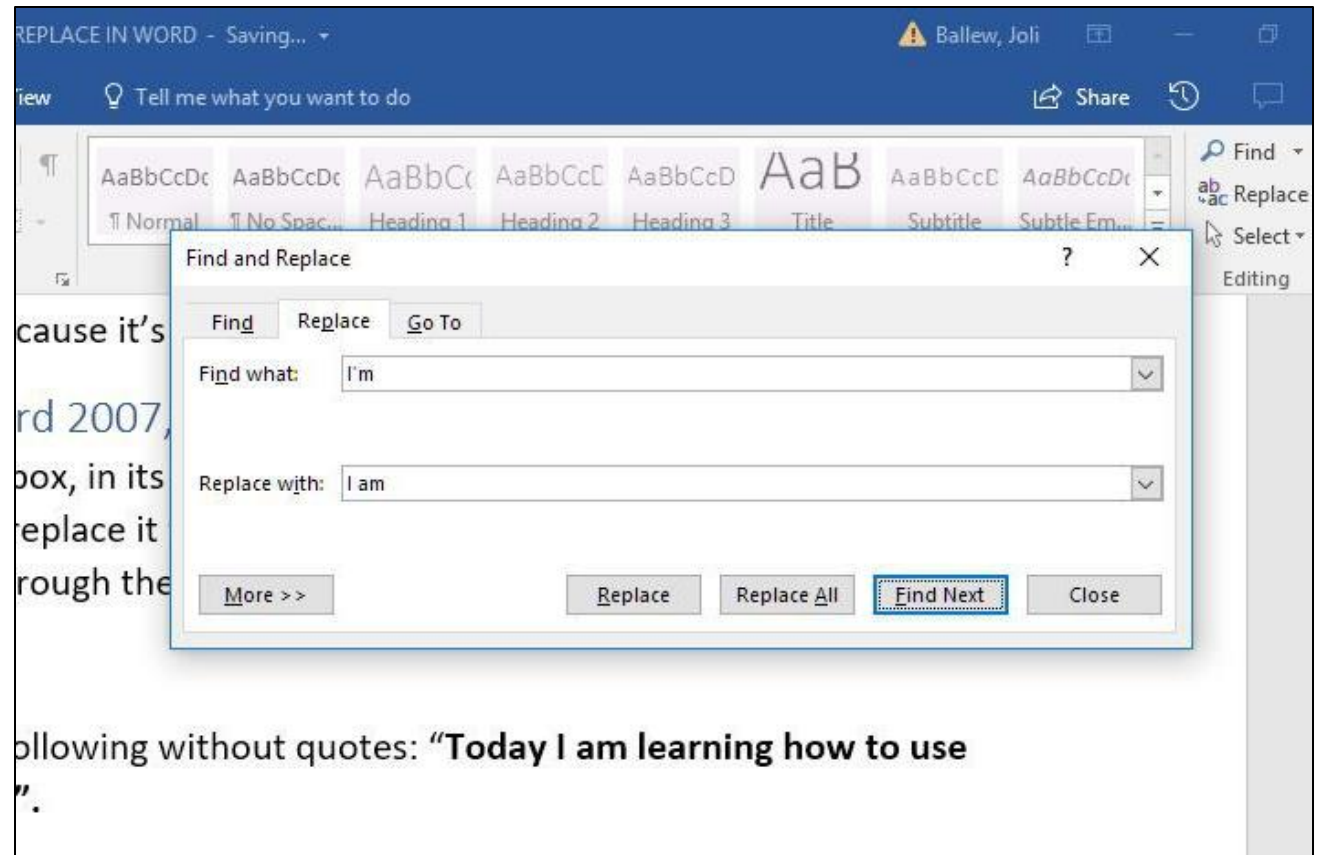 REPLACE IN WORD - Saving...
Ballew, Joli
Tell me what you want to do
Share
¶ AaBbCcDc AaBbCcDc AaBbCc AaBbCcD AaBbCcD AaB AaBbCcD AaBbCcDc
¶ Normal ¶ No Spac... Heading 1 Heading 2 Heading 3 Title Subtitle Subtle Em...
Find
Replace
Select
Editing
Find and Replace ?
Find Replace Go To
Find what: I'm
Replace with: I am
More >> Replace Replace All Find Next Close
cause it's
rd 2007,
box, in its
replace it
rough the
ollowing without quotes: “Today I am learning how to use
”.